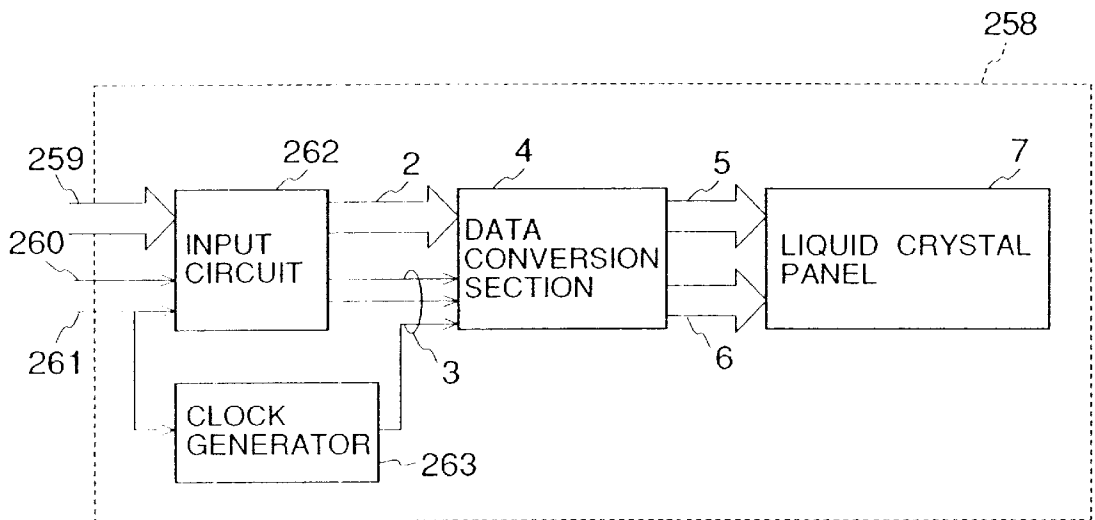 258
259
262
2
4
5
7
260
INPUT
CIRCUIT
DATA
CONVERSION
SECTION
LIQUID CRYSTAL
PANEL
261
3
6
CLOCK
GENERATOR
263